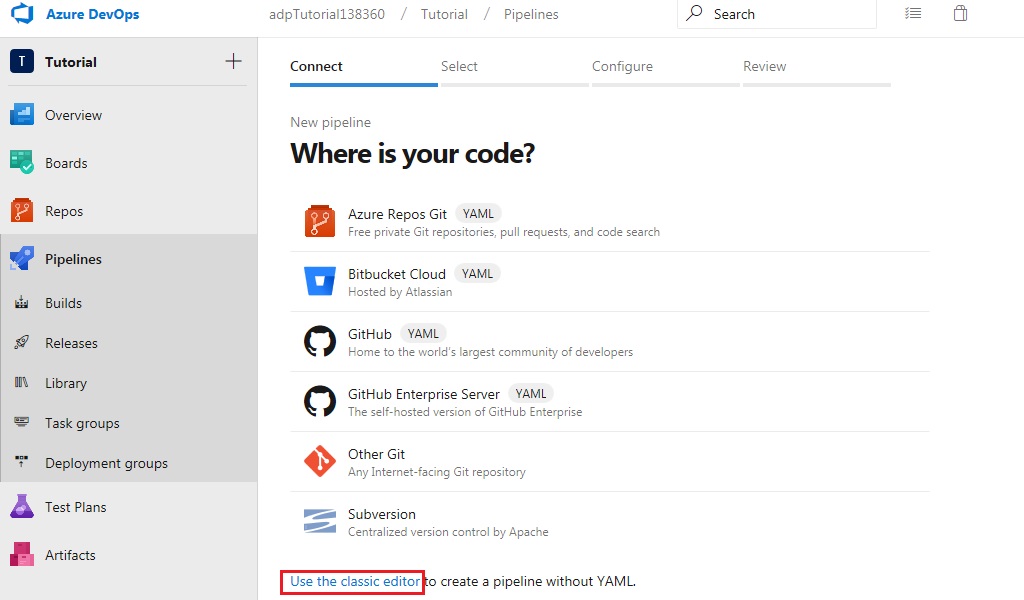 Azure DevOps
adpTutorial138360 / Tutorial / Pipelines
Search
T Tutorial
Overview
Boards
Repos
Pipelines
Builds
Releases
Library
Task groups
Deployment groups
Test Plans
Artifacts
Connect Select Configure Review
New pipeline
Where is your code?
Azure Repos Git YAML
Free private Git repositories, pull requests, and code search
Bitbucket Cloud YAML
Hosted by Atlassian
GitHub YAML
Home to the world's largest community of developers
GitHub Enterprise Server YAML
The self-hosted version of GitHub Enterprise
Other Git
Any Internet-facing Git repository
Subversion
Centralized version control by Apache
Use the classic editor to create a pipeline without YAML.